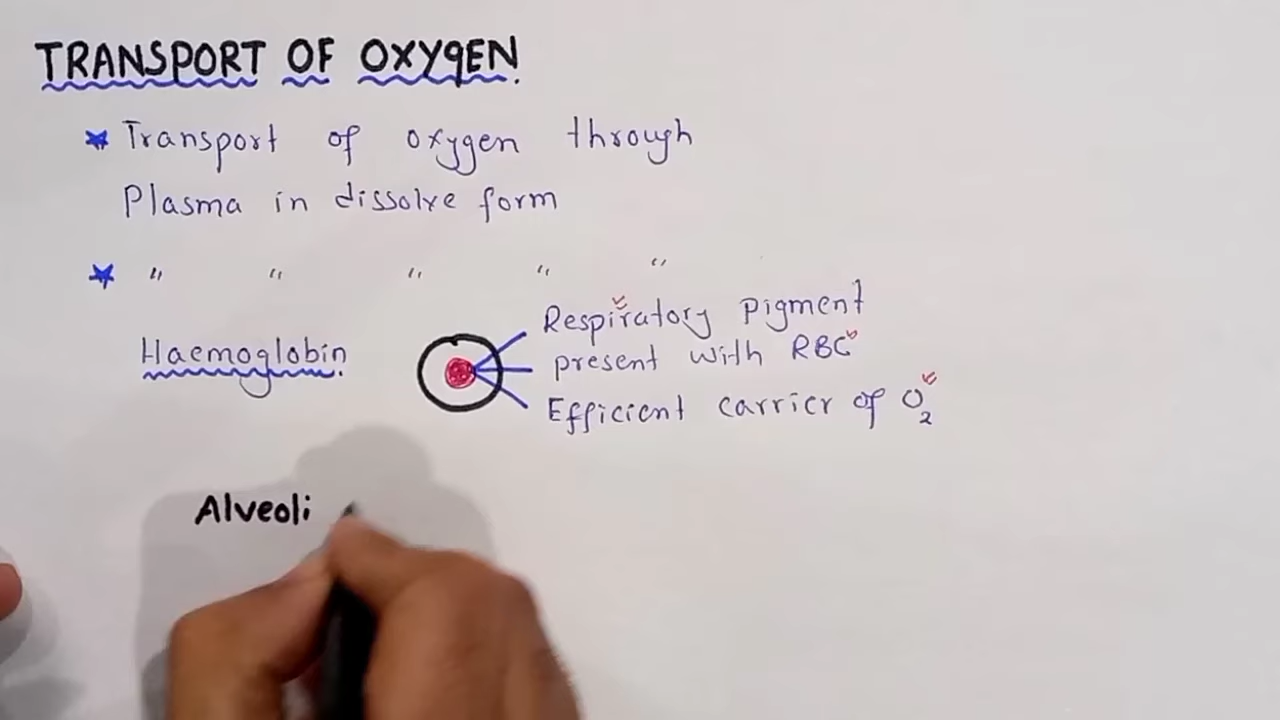 TRANSPORT OF OXYGEN.
Transport of oxygen through
Plasma in dissolve form
" " " " "
Haemoglobin.
Respiratory Pigment
present with RBC
Efficient carrier of O2
Alveoli